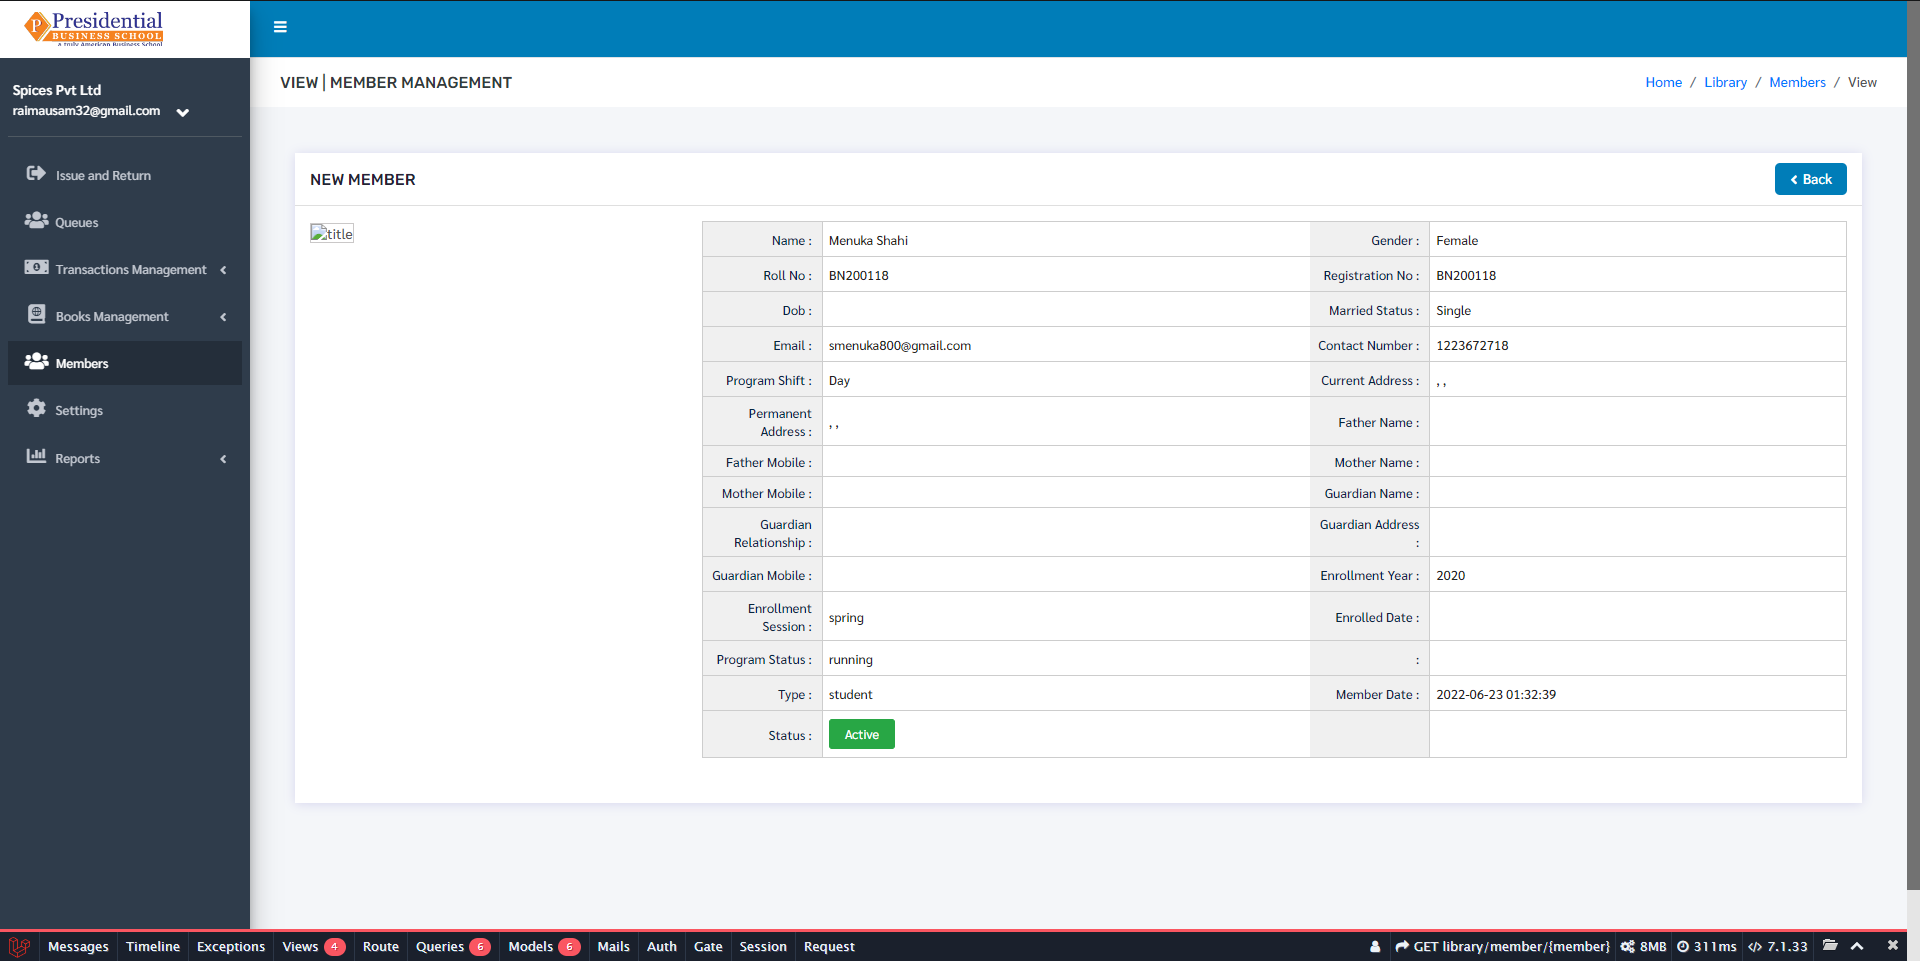 Presidential
BUSINESS SCHOOL
a truly American Business School
Spices Pvt Ltd
raimausam32@gmail.com
Issue and Return
Queues
Transactions Management
Books Management
Members
Settings
Reports
VIEW | MEMBER MANAGEMENT
Home / Library / Members / View
NEW MEMBER
Back
title
Name : Menuka Shahi Gender : Female
Roll No : BN200118 Registration No : BN200118
Dob : Married Status : Single
Email : smenuka800@gmail.com Contact Number : 1223672718
Program Shift : Day Current Address : , ,
Permanent
Address : , , Father Name :
Father Mobile : Mother Name :
Mother Mobile : Guardian Name :
Guardian Guardian Address
Relationship : :
Guardian Mobile : Enrollment Year : 2020
Enrollment
Session : spring Enrolled Date :
Program Status : running :
Type : student Member Date : 2022-06-23 01:32:39
Status : Active
Messages Timeline Exceptions Views 4 Route Queries 6 Models 6 Mails Auth Gate Session Request GET library/member/{member} 8MB 311ms 7.1.33